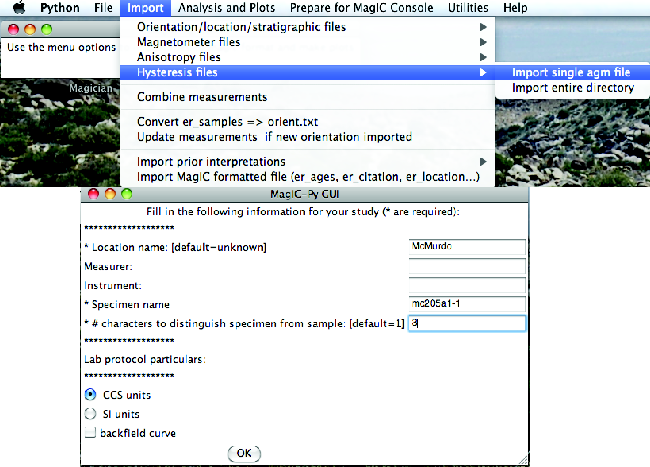 Python File Import Analysis and Plots Prepare for MagIC Console Utilities Help
Orientation/location/stratigraphic files
Use the menu options
Magnetometer files
Anisotropy files
Hysteresis files
Import single agm file
Magician
Import entire directory
Combine measurements
Convert er_samples => orient.txt
Update measurements if new orientation imported
Import prior interpretations
Import MagIC formatted file (er_ages, er_citation, er_location...)
MagIC-Py GUI
Fill in the following information for your study (* are required):
******************
* Location name: [default=unknown] McMurdo
Measurer:
Instrument:
* Specimen name mc205a1-1
* # characters to distinguish specimen from sample: [default=1]
******************
Lab protocol particulars:
******************
CGS units
SI units
backfield curve
OK